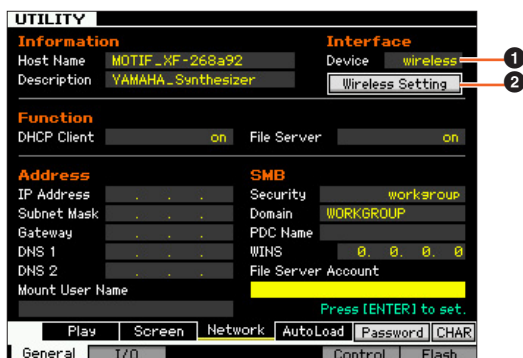 UTILITY
Information Interface
Host Name MOTIF_XF-268a92 Device wireless 1
Description YAMAHA_Synthesizer Wireless Setting 2
Function
DHCP Client on File Server on
Address SMB
IP Address . . . Security workgroup
Subnet Mask . . . Domain WORKGROUP
Gateway . . . PDC Name
DNS 1 . . . WINS 0. 0. 0. 0
DNS 2 . . . File Server Account
Mount User Name
Press [ENTER] to set.
Play Screen Network AutoLoad Password CHAR
General I/O Control Flash